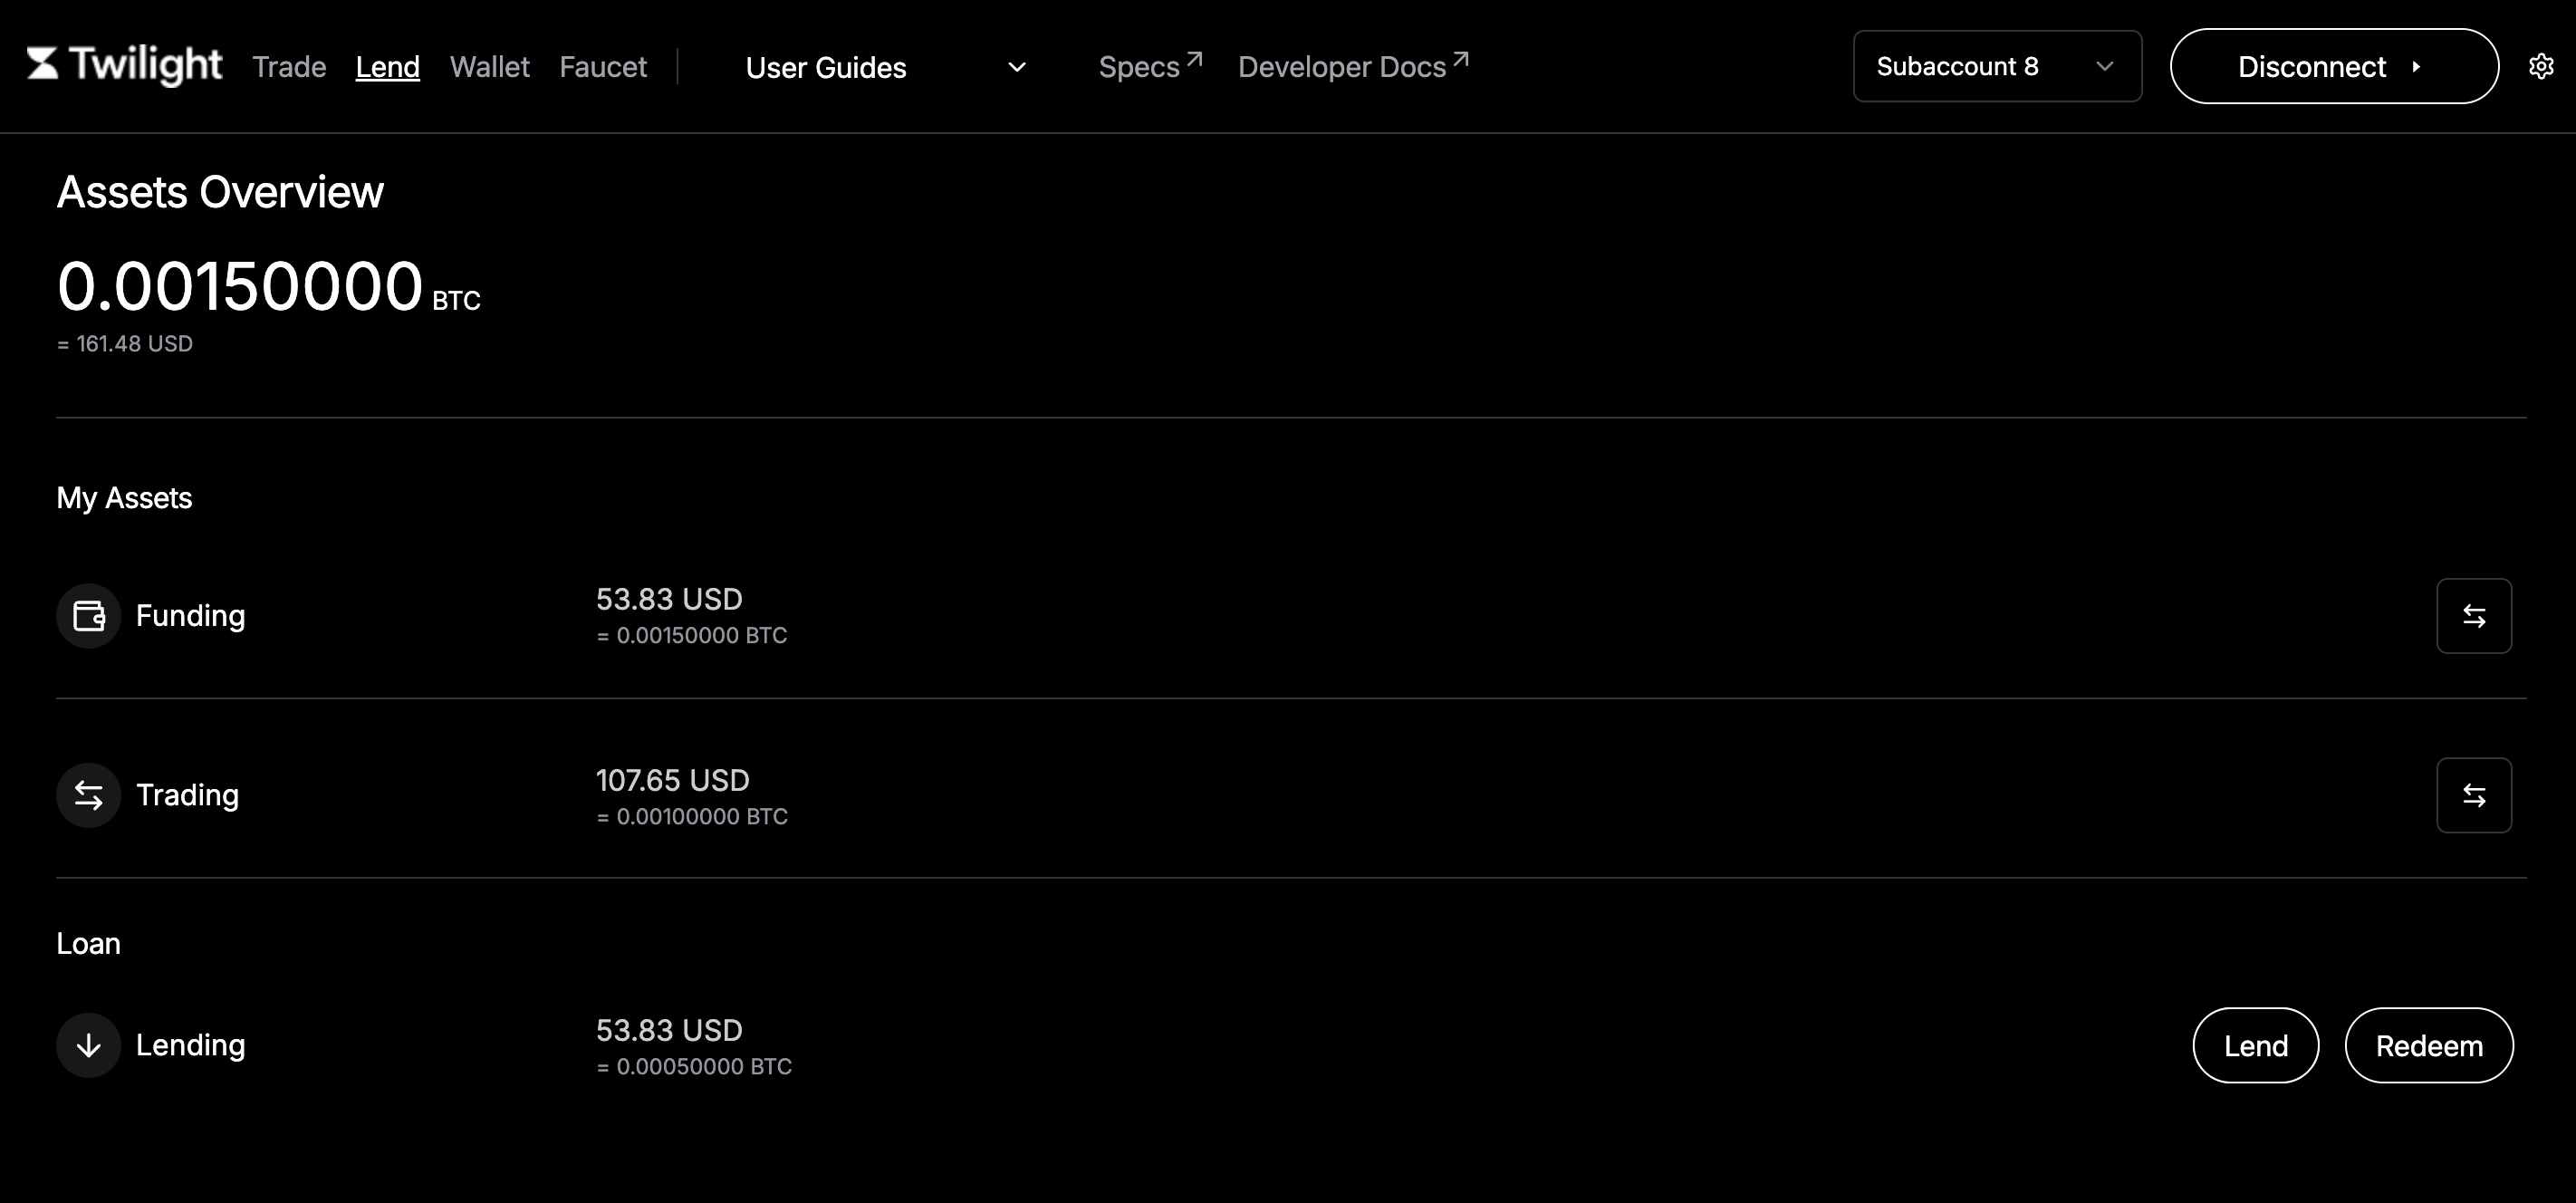 Twilight Trade Lend Wallet Faucet User Guides Specs Developer Docs Subaccount 8 Disconnect
Assets Overview
0.00150000 BTC
= 161.48 USD
My Assets
Funding
53.83 USD
= 0.00150000 BTC
Trading
107.65 USD
= 0.00100000 BTC
Loan
Lending
53.83 USD
= 0.00050000 BTC
Lend Redeem